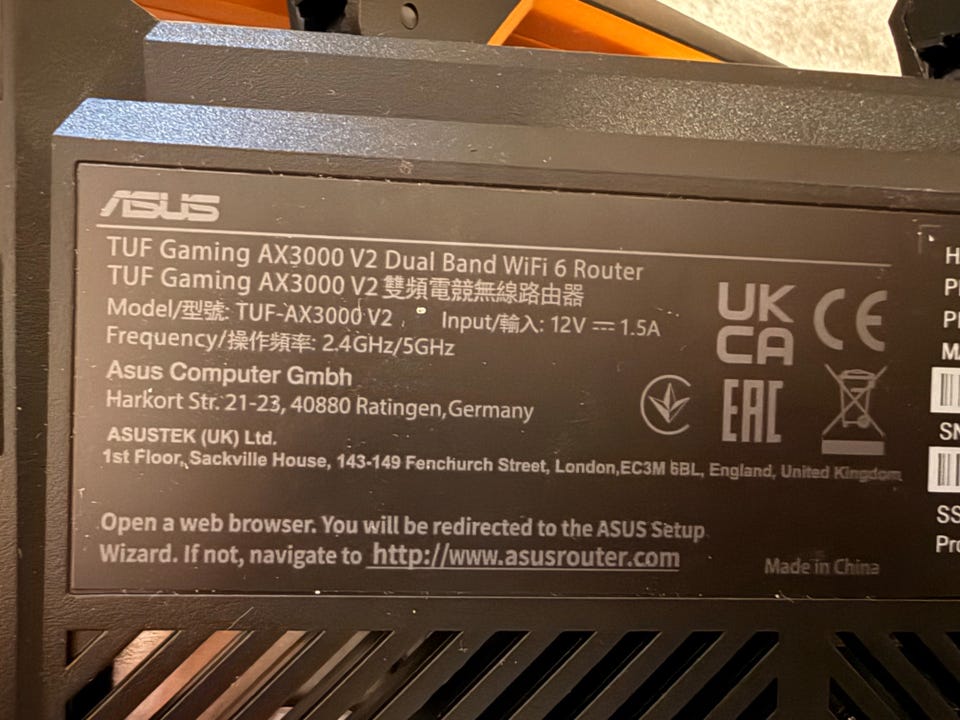 ASUS
TUF Gaming AX3000 V2 Dual Band WiFi 6 Router
TUF Gaming AX3000 V2 雙頻電競無線路由器
Model/型號: TUF-AX3000 V2 Input/輸入: 12V ⎓ 1.5A
Frequency/操作頻率: 2.4GHz/5GHz
Asus Computer Gmbh
Harkort Str. 21-23, 40880 Ratingen,Germany
ASUSTEK (UK) Ltd.
1st Floor, Sackville House, 143-149 Fenchurch Street, London,EC3M 6BL, England, United Kingdom
UK
CA
CE
EAC
Open a web browser. You will be redirected to the ASUS Setup
Wizard. If not, navigate to http://www.asusrouter.com
Made in China
SN